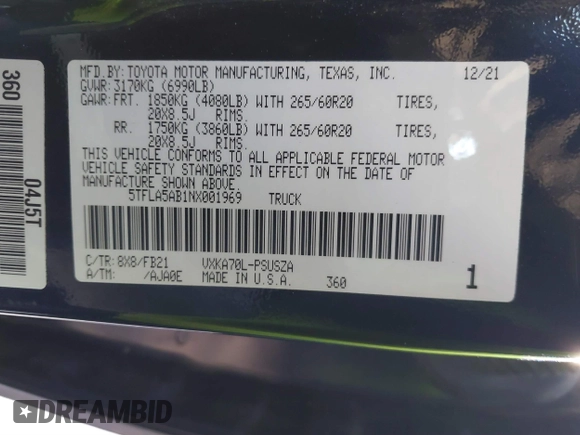 MFD.BY:TOYOTA MOTOR MANUFACTURING, TEXAS, INC. 12/21
GVWR:3170KG (6990LB)
GAWR:FRT. 1850KG (4080LB) WITH 265/60R20 TIRES,
20X8.5J RIMS.
RR. 1750KG (3860LB) WITH 265/60R20 TIRES,
20X8.5J RIMS.
THIS VEHICLE CONFORMS TO ALL APPLICABLE FEDERAL MOTOR
VEHICLE SAFETY STANDARDS IN EFFECT ON THE DATE OF
MANUFACTURE SHOWN ABOVE.
5TFLA5AB1NX001969 TRUCK
C/TR:8X8/FB21 VXKA70L-PSUSZA
A/TM: /AJA0E MADE IN U.S.A. 360 1
360
04J5T
DREAMBID